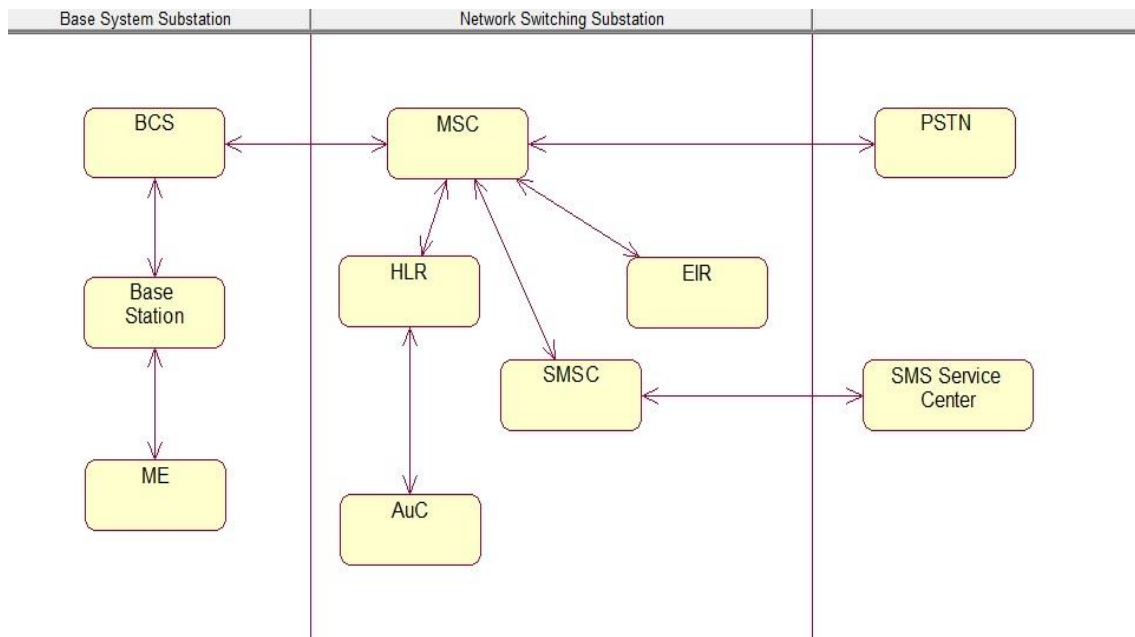 Base System Substation
Network Switching Substation
BCS
MSC
PSTN
HLR
EIR
Base
Station
SMSC
SMS Service
Center
ME
AuC